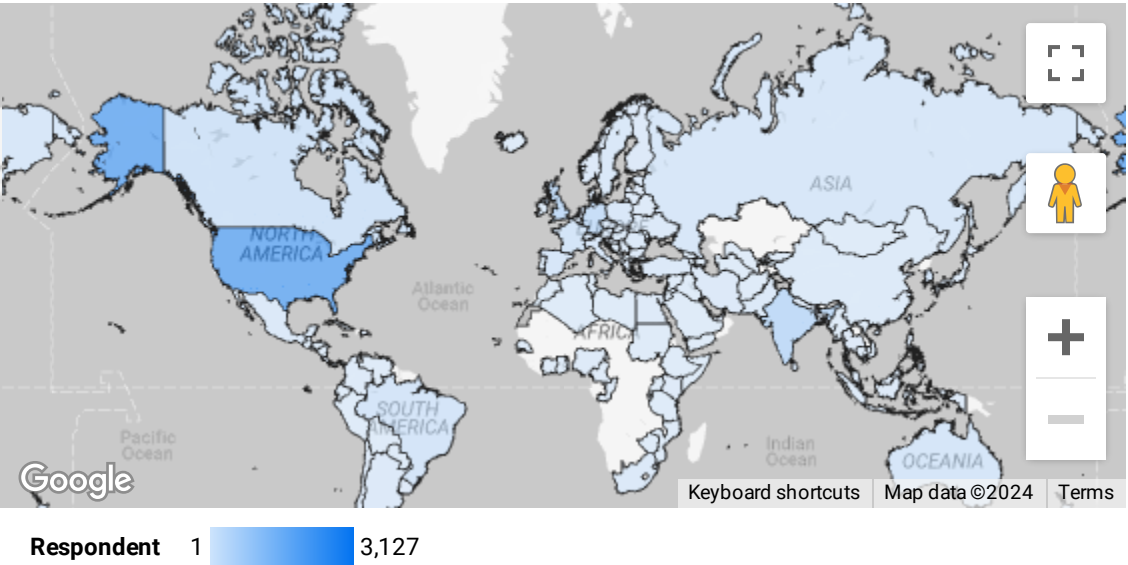 ASIA
NORTH
AMERICA
Atlantic
Ocean
AFRICA
SOUTH
AMERICA
Pacific
Ocean
Indian
Ocean
OCEANIA
Google
Keyboard shortcuts
Map data ©2024
Terms
Respondent 1 3,127